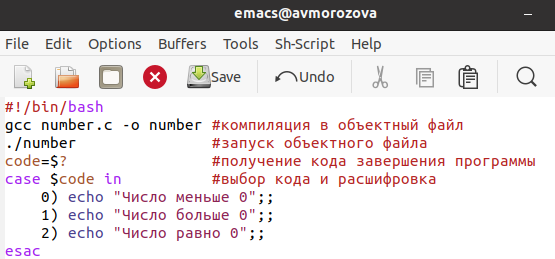 emacs@avmorozova
File Edit Options Buffers Tools Sh-Script Help
Save Undo
#!/bin/bash
gcc number.c -o number #компиляция в объектный файл
./number #запуск объектного файла
code=$? #получение кода завершения программы
case $code in #выбор кода и расшифровка
0) echo "Число меньше 0";;
1) echo "Число больше 0";;
2) echo "Число равно 0";;
esac